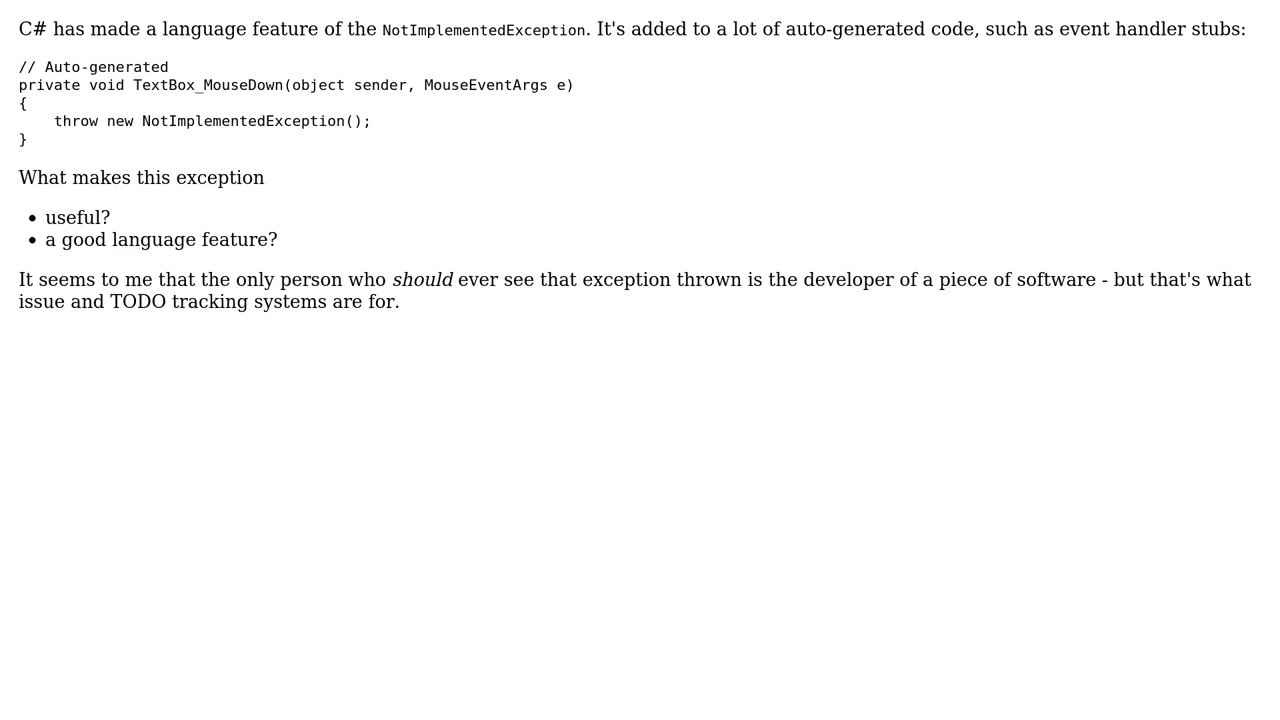 C# has made a language feature of the NotImplementedException. It's added to a lot of auto-generated code, such as event handler stubs:
// Auto-generated
private void TextBox_MouseDown(object sender, MouseEventArgs e)
{
    throw new NotImplementedException();
}
What makes this exception
• useful?
• a good language feature?
It seems to me that the only person who should ever see that exception thrown is the developer of a piece of software - but that's what
issue and TODO tracking systems are for.